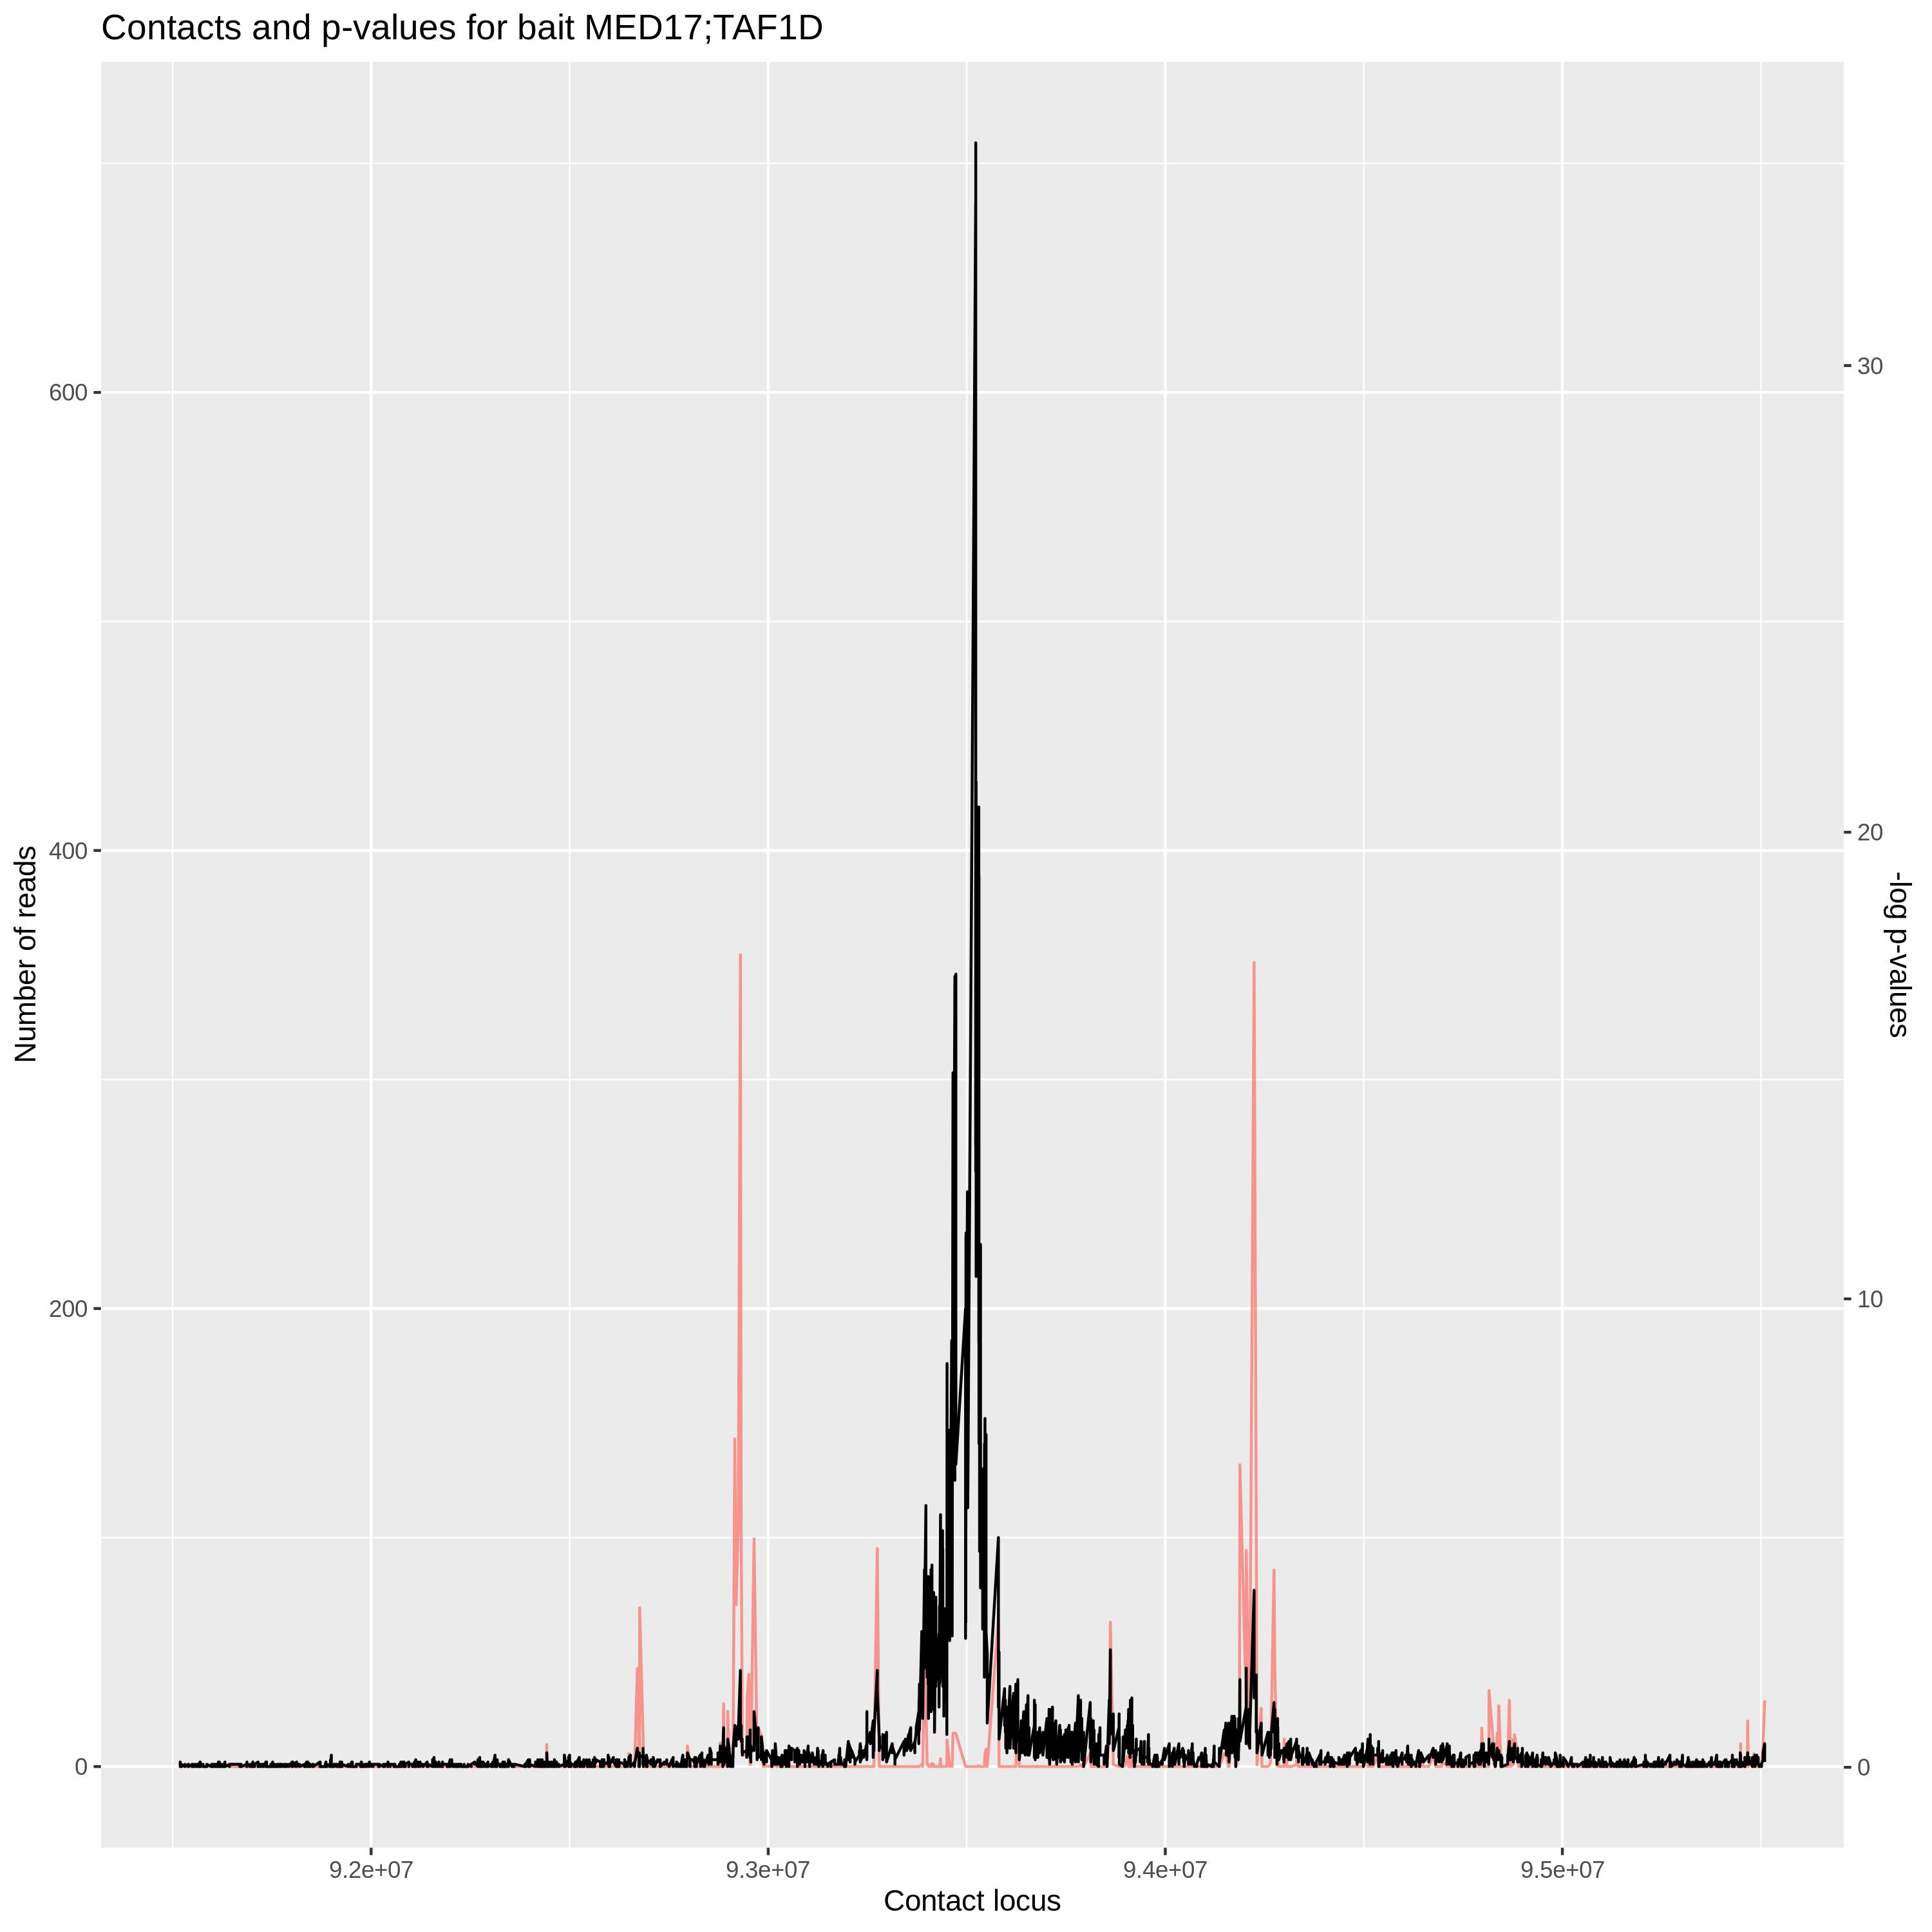 Contacts and p-values for bait MED17;TAF1D
Number of reads
600
400
200
0
30
20
10
0
-log p-values
9.2e+07
9.3e+07
9.4e+07
9.5e+07
Contact locus